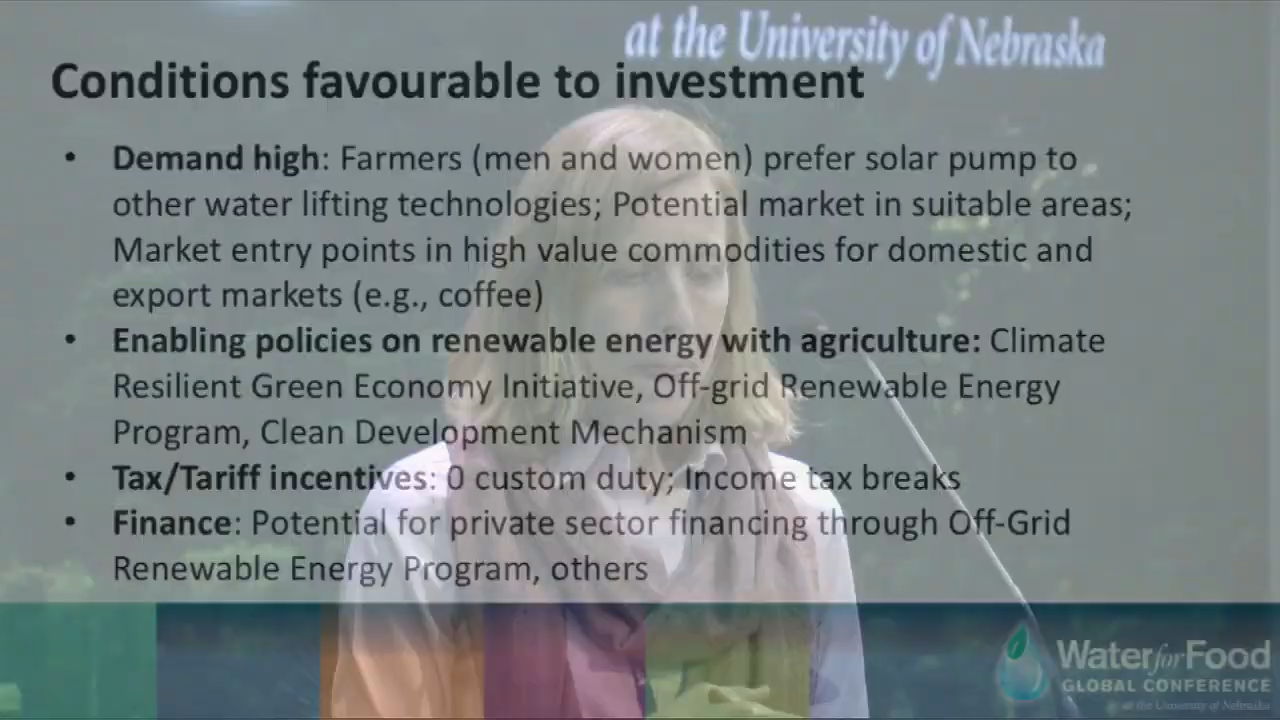 at the University of Nebraska
Conditions favourable to investment
• Demand high: Farmers (men and women) prefer solar pump to
other water lifting technologies; Potential market in suitable areas;
Market entry points in high value commodities for domestic and
export markets (e.g., coffee)
• Enabling policies on renewable energy with agriculture: Climate
Resilient Green Economy Initiative, Off-grid Renewable Energy
Program, Clean Development Mechanism
• Tax/Tariff incentives: 0 custom duty; Income tax breaks
• Finance: Potential for private sector financing through Off-Grid
Renewable Energy Program, others
Water for Food
GLOBAL CONFERENCE
at the University of Nebraska